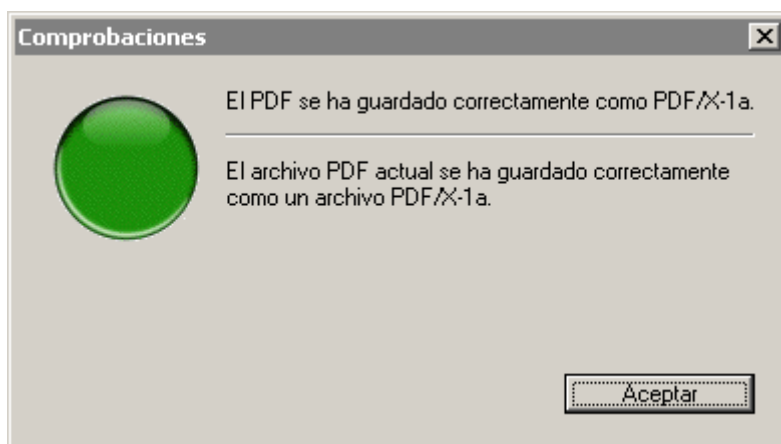 Comprobaciones
El PDF se ha guardado correctamente como PDF/X-1a.
El archivo PDF actual se ha guardado correctamente
como un archivo PDF/X-1a.
Aceptar